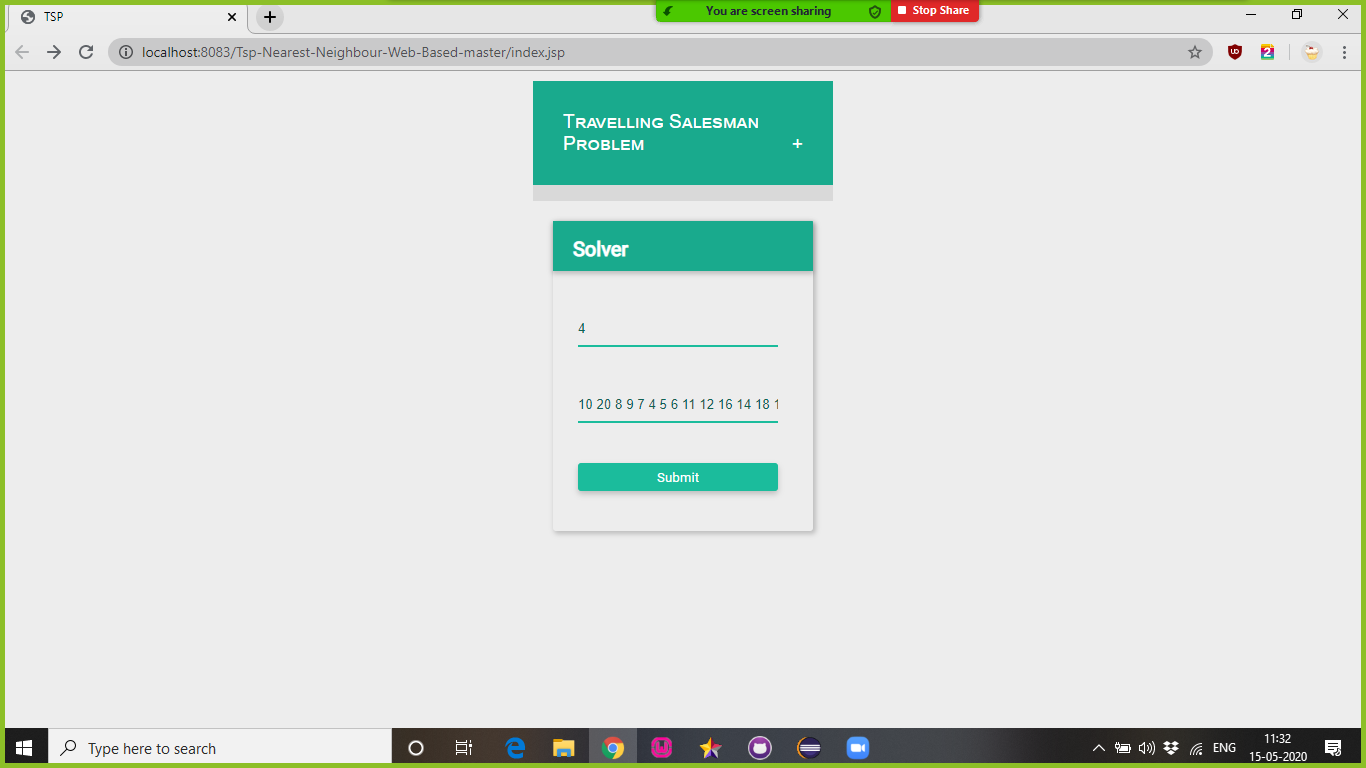 TSP
You are screen sharing
Stop Share
localhost:8083/Tsp-Nearest-Neighbour-Web-Based-master/index.jsp
Travelling Salesman
Problem +
Solver
4
10 20 8 9 7 4 5 6 11 12 16 14 18 1
Submit
Type here to search
ENG
11:32
15-05-2020